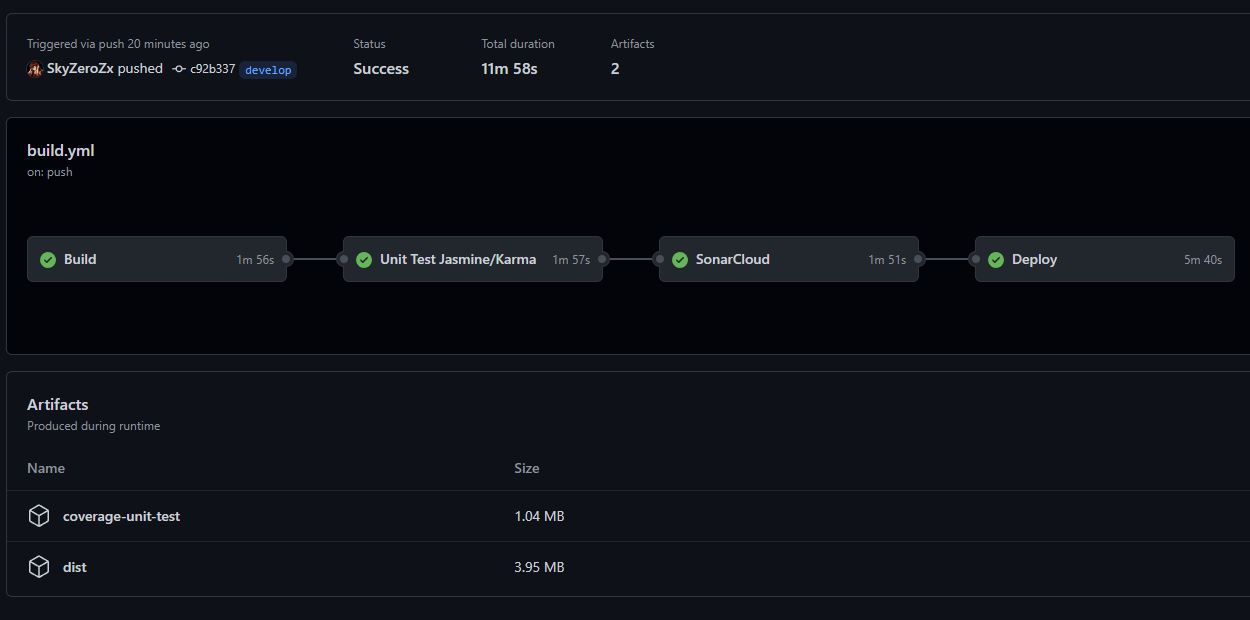 Triggered via push 20 minutes ago
SkyZeroZx pushed c92b337 develop
Status
Success
Total duration
11m 58s
Artifacts
2
build.yml
on: push
Build 1m 56s
Unit Test Jasmine/Karma 1m 57s
SonarCloud 1m 51s
Deploy 5m 40s
Artifacts
Produced during runtime
Name Size
coverage-unit-test 1.04 MB
dist 3.95 MB